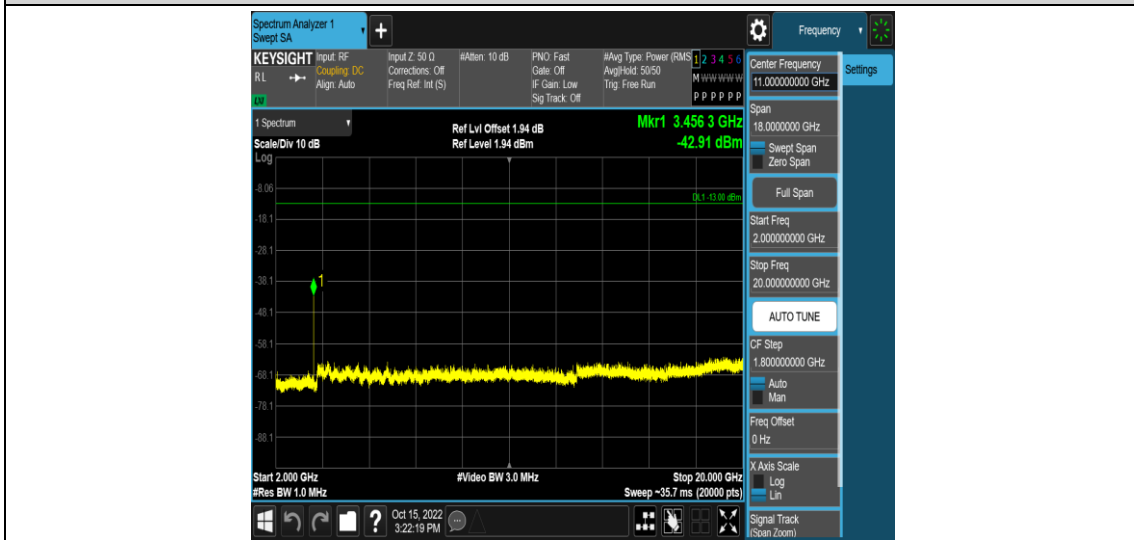 Spectrum Analyzer 1
Swept SA
Frequency
KEYSIGHT
RL
LXI
Input: RF
Coupling: DC
Align: Auto
Input Z: 50 Ω
Corrections: Off
Freq Ref: Int (S)
#Atten: 10 dB
PNO: Fast
Gate: Off
IF Gain: Low
Sig Track: Off
#Avg Type: Power (RMS
Avg|Hold: 50/50
Trig: Free Run
1 2 3 4 5 6
M W W W W W
P P P P P P
1 Spectrum
Scale/Div 10 dB
Log
Ref Lvl Offset 1.94 dB
Ref Level 1.94 dBm
Mkr1 3.456 3 GHz
-42.91 dBm
-8.06
DL1 -13.00 dBm
-18.1
-28.1
-38.1
1
-48.1
-58.1
-68.1
-78.1
-88.1
Start 2.000 GHz
#Res BW 1.0 MHz
#Video BW 3.0 MHz
Stop 20.000 GHz
Sweep ~35.7 ms (20000 pts)
Oct 15, 2022
3:22:19 PM
Center Frequency
11.000000000 GHz
Settings
Span
18.0000000 GHz
Swept Span
Zero Span
Full Span
Start Freq
2.000000000 GHz
Stop Freq
20.000000000 GHz
AUTO TUNE
CF Step
1.800000000 GHz
Auto
Man
Freq Offset
0 Hz
X Axis Scale
Log
Lin
Signal Track
(Span Zoom)